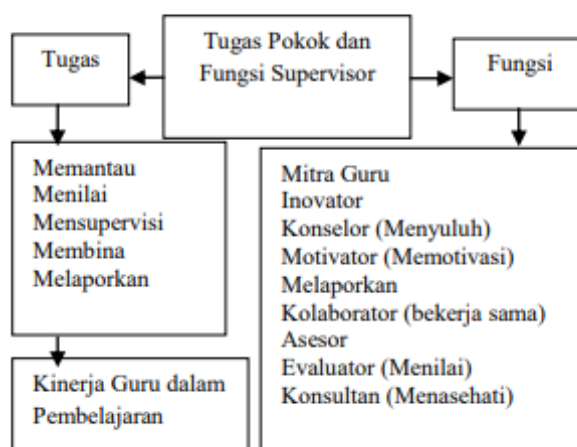 Tugas Pokok dan
Fungsi Supervisor
Tugas
Fungsi
Memantau
Menilai
Mensupervisi
Membina
Melaporkan
Kinerja Guru dalam
Pembelajaran
Mitra Guru
Inovator
Konselor (Menyuluh)
Motivator (Memotivasi)
Melaporkan
Kolaborator (bekerja sama)
Asesor
Evaluator (Menilai)
Konsultan (Menasehati)